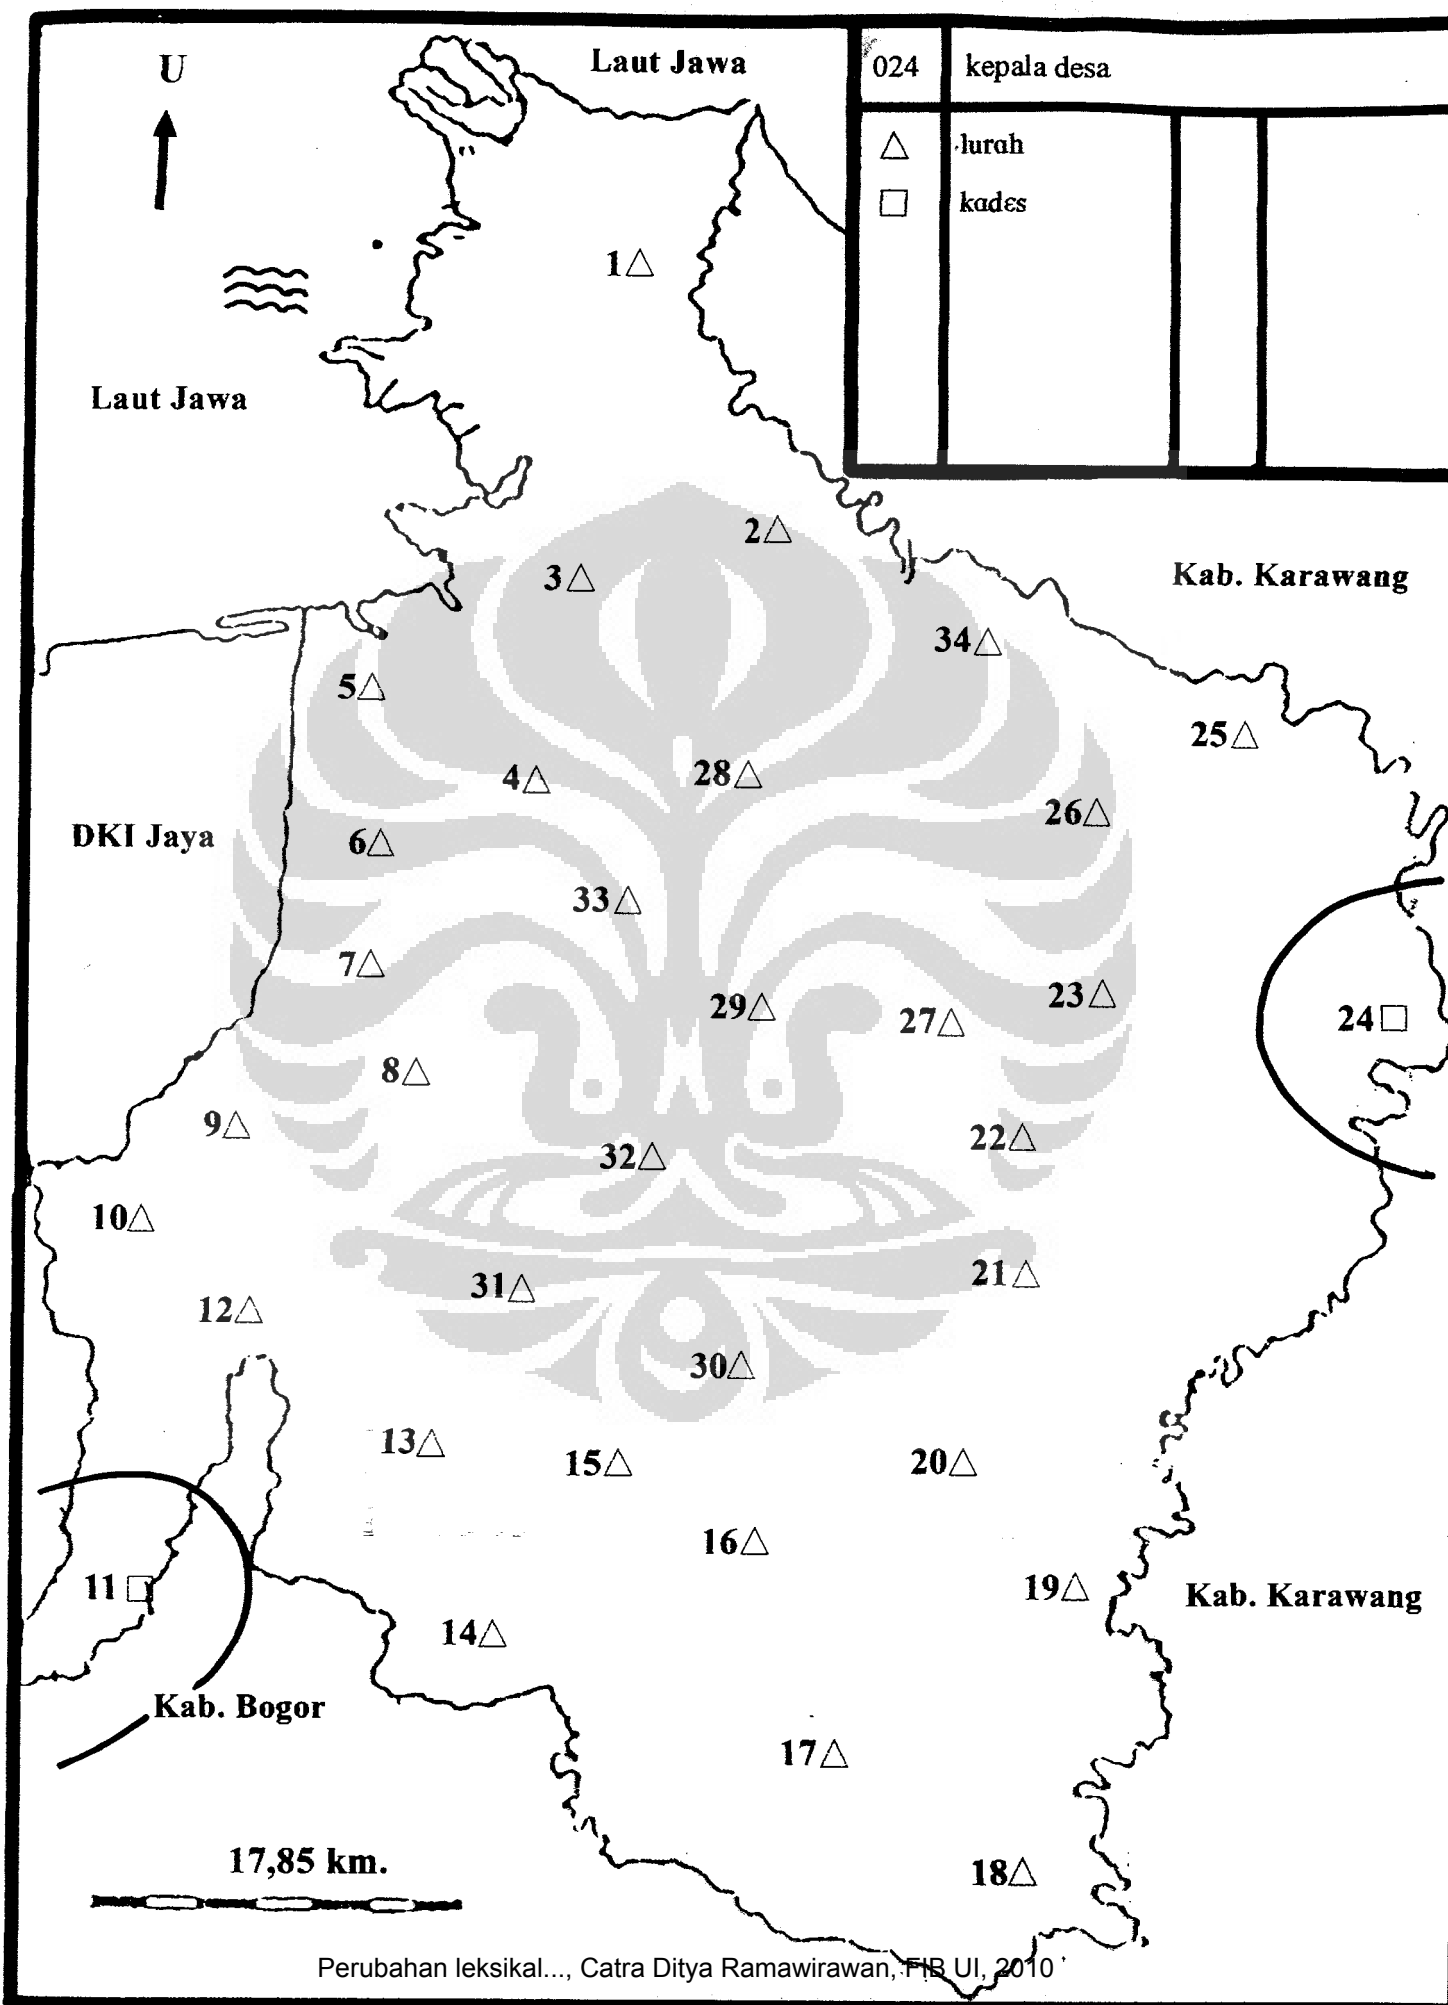 U
Laut Jawa
024 kepala desa
△ lurah
□ kadɛs
1△
Laut Jawa
2△
3△
Kab. Karawang
34△
5△
25△
4△
28△
26△
DKI Jaya
6△
33△
7△
29△
27△
23△
24□
8△
9△
32△
22△
10△
31△
21△
12△
30△
13△
15△
20△
16△
11□
19△
Kab. Karawang
14△
Kab. Bogor
17△
17,85 km.
18△
Perubahan leksikal..., Catra Ditya Ramawirawan, FIB UI, 2010